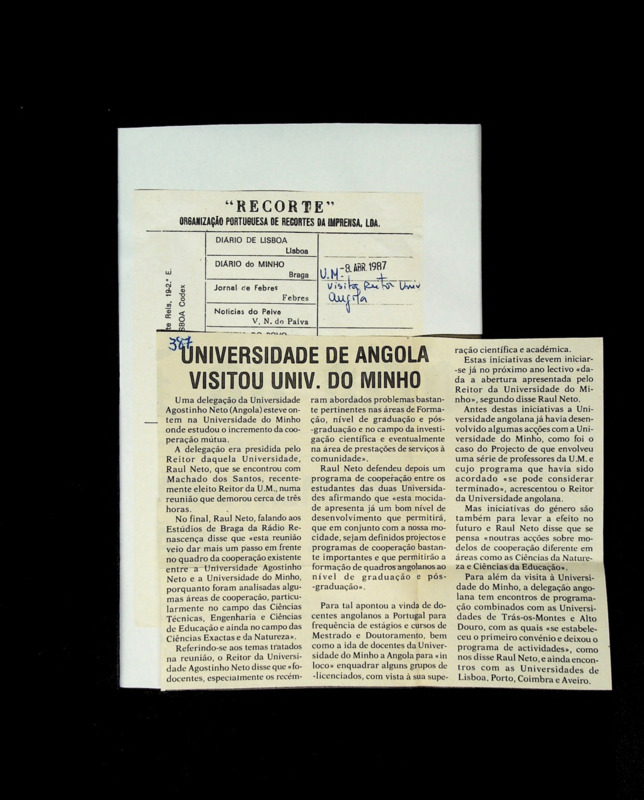 "RECORTE"
ORGANIZAÇÃO PORTUGUESA DE RECORTES DA IMPRENSA, LDA.
DIÁRIO DE LISBOA
Lisboa
DIÁRIO do MINHO
Braga
Jornal de Febres
Febres
Notícias do Paiva
V. N. do Paiva
te Reis, 19-2.º E.
SBOA Codex
-8. ABR. 1987
U.M.
Visitas Reitor Univ
Angola
387
UNIVERSIDADE DE ANGOLA
VISITOU UNIV. DO MINHO
Uma delegação da Universidade
Agostinho Neto (Angola) esteve on-
tem na Universidade do Minho
onde estudou o incremento da coo-
peração mútua.
A delegação era presidida pelo
Reitor daquela Universidade,
Raul Neto, que se encontrou com
Machado dos Santos, recente-
mente eleito Reitor da U.M., numa
reunião que demorou cerca de três
horas.
No final, Raul Neto, falando aos
Estúdios de Braga da Rádio Re-
nascença disse que «esta reunião
veio dar mais um passo em frente
no quadro da cooperação existente
entre a Universidade Agostinho
Neto e a Universidade do Minho,
porquanto foram analisadas algu-
mas áreas de cooperação, particu-
larmente no campo das Ciências
Técnicas, Engenharia e Ciências
de Educação e ainda no campo das
Ciências Exactas e da Natureza».
Referindo-se aos temas tratados
na reunião, o Reitor da Universi-
dade Agostinho Neto disse que «fo-
docentes, especialmente os recém-
ram abordados problemas bastan-
te pertinentes nas áreas de Forma-
ção, nível de graduação e pós-
-graduação e no campo da investi-
gação científica e eventualmente
na área de prestações de serviços à
comunidade».
Raul Neto defendeu depois um
programa de cooperação entre os
estudantes das duas Universida-
des afirmando que «esta mocida-
de apresenta já um bom nível de
desenvolvimento que permitirá,
que em conjunto com a nossa mo-
cidade, sejam definidos projectos e
programas de cooperação bastan-
te importantes e que permitirão a
formação de quadros angolanos ao
nível de graduação e pós-
-graduação».
Para tal apontou a vinda de do-
centes angolanos a Portugal para
frequência de estágios e cursos de
Mestrado e Doutoramento, bem
como a ida de docentes da Univer-
sidade do Minho a Angola para «in
loco» enquadrar alguns grupos de
-licenciados, com vista à sua supe-
ração científica e académica.
Estas iniciativas devem iniciar-
-se já no próximo ano lectivo «da-
da a abertura apresentada pelo
Reitor da Universidade do Mi-
nho», segundo disse Raul Neto.
Antes destas iniciativas a Uni-
versidade angolana já havia desen-
volvido algumas acções com a Uni-
versidade do Minho, como foi o
caso do Projecto de que envolveu
uma série de professores da U.M. e
cujo programa que havia sido
acordado «se pode considerar
terminado», acrescentou o Reitor
da Universidade angolana.
Mas iniciativas do género são
também para levar a efeito no
futuro e Raul Neto disse que se
pensa «noutras acções sobre mo-
delos de cooperação diferente em
áreas como as Ciências da Nature-
za e Ciências da Educação».
Para além da visita à Universi-
dade do Minho, a delegação ango-
lana tem encontros de programa-
ção combinados com as Universi-
dades de Trás-os-Montes e Alto
Douro, com as quais «se estabele-
ceu o primeiro convénio e deixou o
programa de actividades», como
nos disse Raul Neto, e ainda encon-
tros com as Universidades de
Lisboa, Porto, Coimbra e Aveiro.